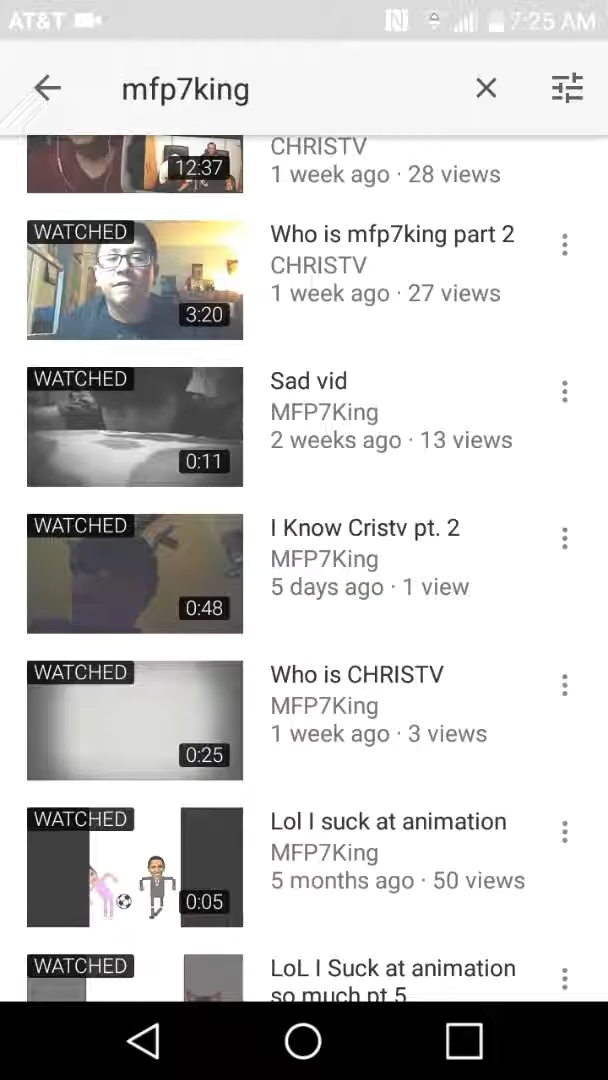 AT&T 7:25 AM
mfp7king
12:37
CHRISTV
1 week ago · 28 views
WATCHED
3:20
Who is mfp7king part 2
CHRISTV
1 week ago · 27 views
WATCHED
0:11
Sad vid
MFP7King
2 weeks ago · 13 views
WATCHED
0:48
I Know Cristv pt. 2
MFP7King
5 days ago · 1 view
WATCHED
0:25
Who is CHRISTV
MFP7King
1 week ago · 3 views
WATCHED
0:05
Lol I suck at animation
MFP7King
5 months ago · 50 views
WATCHED
LoL I Suck at animation
so much pt 5